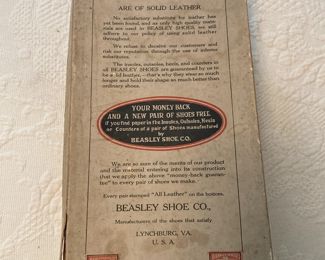 ARE OF SOLID LEATHER
No satisfactory substitute for leather has
yet been found, and as only high quality mate-
rials are used in BEASLEY SHOES, we still
adhere to our policy of using solid leather
throughout.
We refuse to deceive our customers and
risk our reputation through the use of inferior
substitutes.
The insoles, outsoles, heels, and counters in
all BEASLEY SHOES are guaranteed by us to
be solid leather,—that's why they wear so much
longer and hold their shape so much better than
ordinary shoes.
YOUR MONEY BACK
AND A NEW PAIR OF SHOES FREE
if you find paper in the Insoles, Outsoles, Heels
or Counters of a pair of Shoes manufactured
by
BEASLEY SHOE CO.
We are so sure of the merits of our product
and the material entering into its construction
that we apply the above "money-back guaran-
tee" to every pair of shoes we make.
Every pair stamped "All Leather" on the bottoms.
BEASLEY SHOE CO.,
Manufacturers of the shoes that satisfy
LYNCHBURG, VA.
U. S. A.